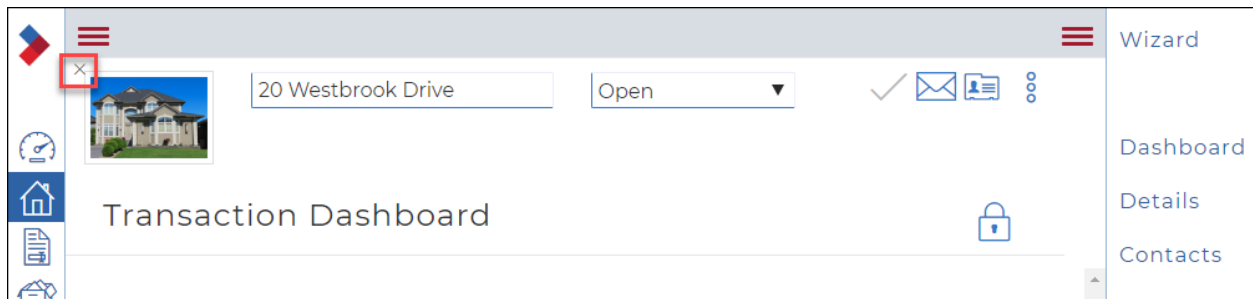 Wizard
20 Westbrook Drive
Open
Dashboard
Transaction Dashboard
Details
Contacts